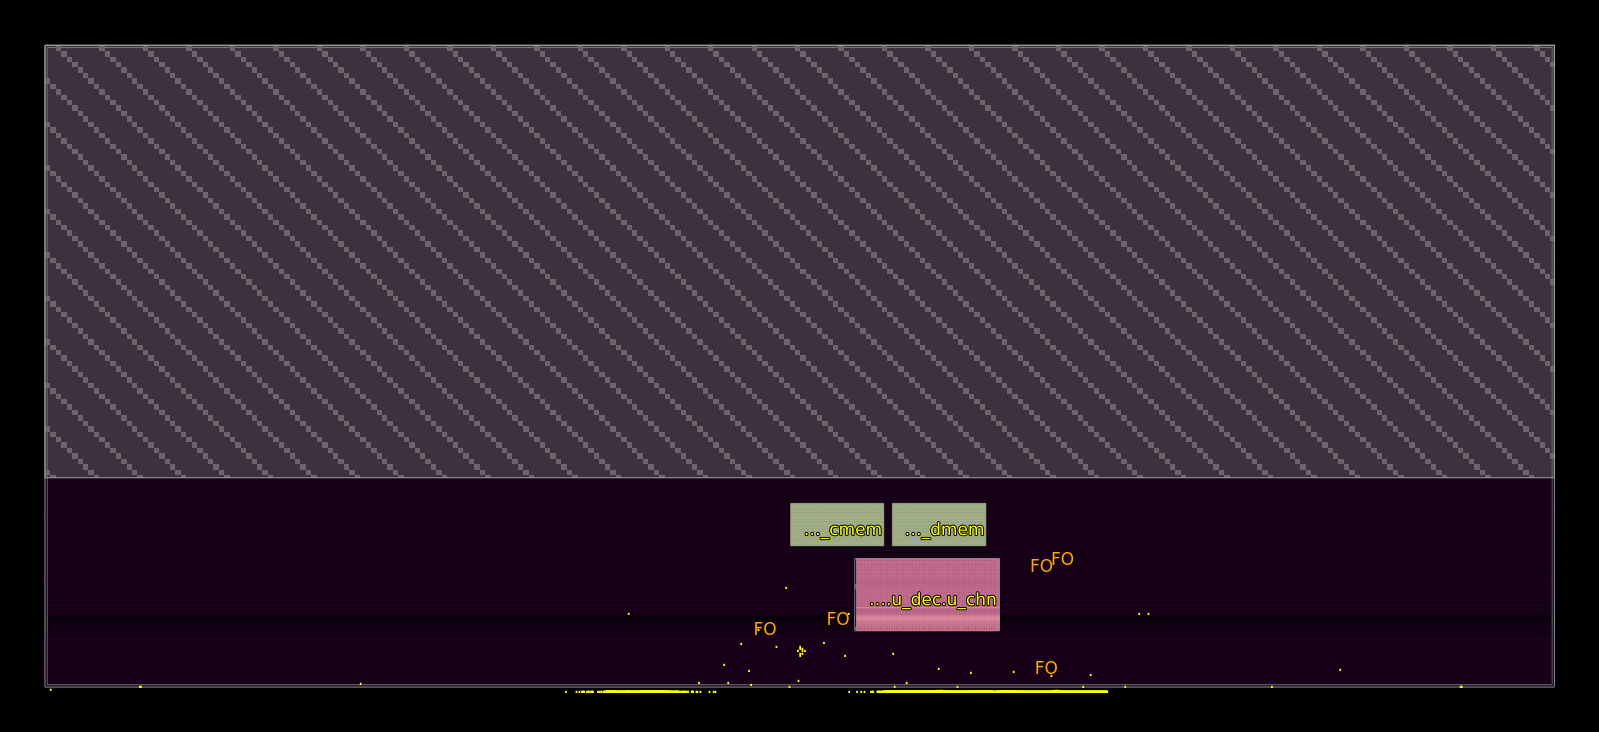 ..._cmem ..._dmem
FO FO
....u_dec.u_chn
FO
FO
FO